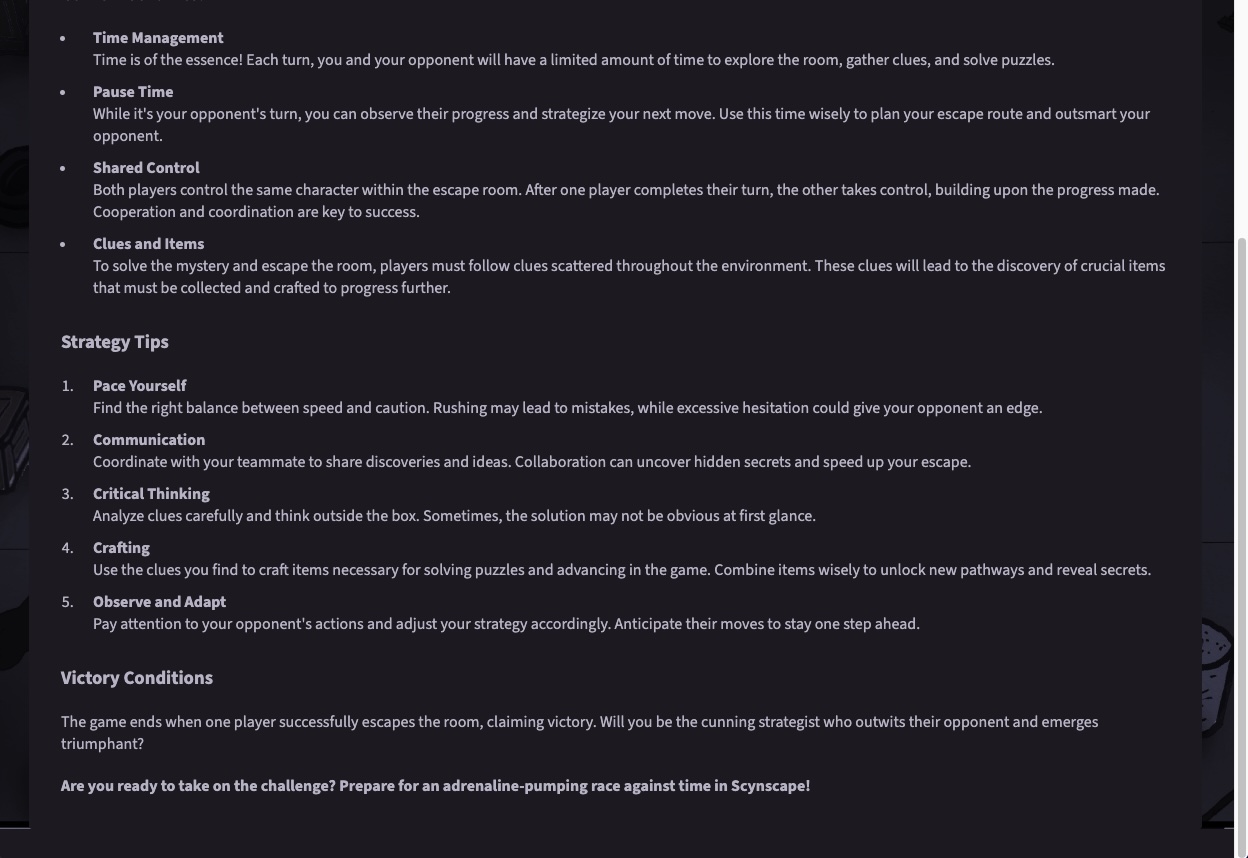 Time Management
Time is of the essence! Each turn, you and your opponent will have a limited amount of time to explore the room, gather clues, and solve puzzles.
Pause Time
While it's your opponent's turn, you can observe their progress and strategize your next move. Use this time wisely to plan your escape route and outsmart your
opponent.
Shared Control
Both players control the same character within the escape room. After one player completes their turn, the other takes control, building upon the progress made.
Cooperation and coordination are key to success.
Clues and Items
To solve the mystery and escape the room, players must follow clues scattered throughout the environment. These clues will lead to the discovery of crucial items
that must be collected and crafted to progress further.
Strategy Tips
1. Pace Yourself
Find the right balance between speed and caution. Rushing may lead to mistakes, while excessive hesitation could give your opponent an edge.
2. Communication
Coordinate with your teammate to share discoveries and ideas. Collaboration can uncover hidden secrets and speed up your escape.
3. Critical Thinking
Analyze clues carefully and think outside the box. Sometimes, the solution may not be obvious at first glance.
4. Crafting
Use the clues you find to craft items necessary for solving puzzles and advancing in the game. Combine items wisely to unlock new pathways and reveal secrets.
5. Observe and Adapt
Pay attention to your opponent's actions and adjust your strategy accordingly. Anticipate their moves to stay one step ahead.
Victory Conditions
The game ends when one player successfully escapes the room, claiming victory. Will you be the cunning strategist who outwits their opponent and emerges
triumphant?
Are you ready to take on the challenge? Prepare for an adrenaline-pumping race against time in Scynscape!